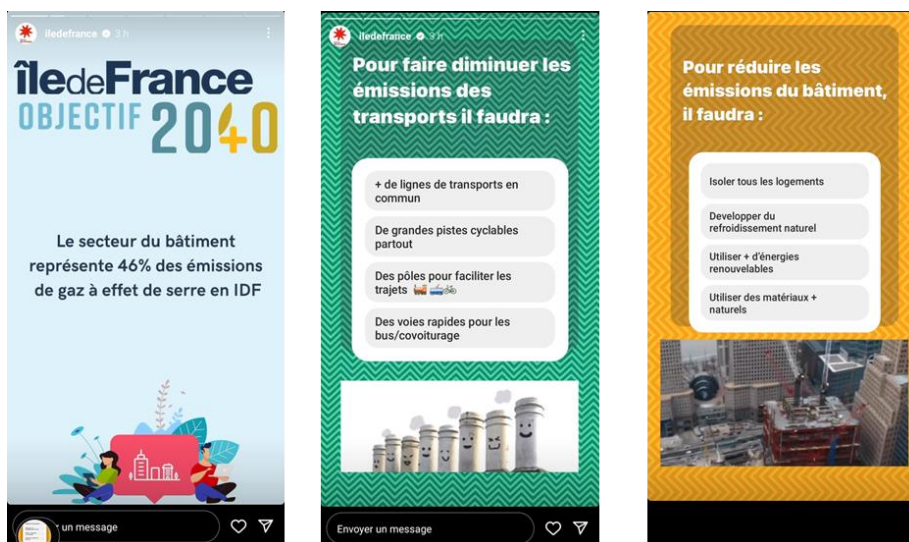 iledefrance 3 h
îledeFrance
OBJECTIF 2040
Le secteur du bâtiment
représente 46% des émissions
de gaz à effet de serre en IDF
un message
iledefrance 3 h
Pour faire diminuer les
émissions des
transports il faudra :
+ de lignes de transports en
commun
De grandes pistes cyclables
partout
Des pôles pour faciliter les
trajets
Des voies rapides pour les
bus/covoiturage
Envoyer un message
Pour réduire les
émissions du bâtiment,
il faudra :
Isoler tous les logements
Developper du
refroidissement naturel
Utiliser + d'énergies
renouvelables
Utiliser des matériaux +
naturels